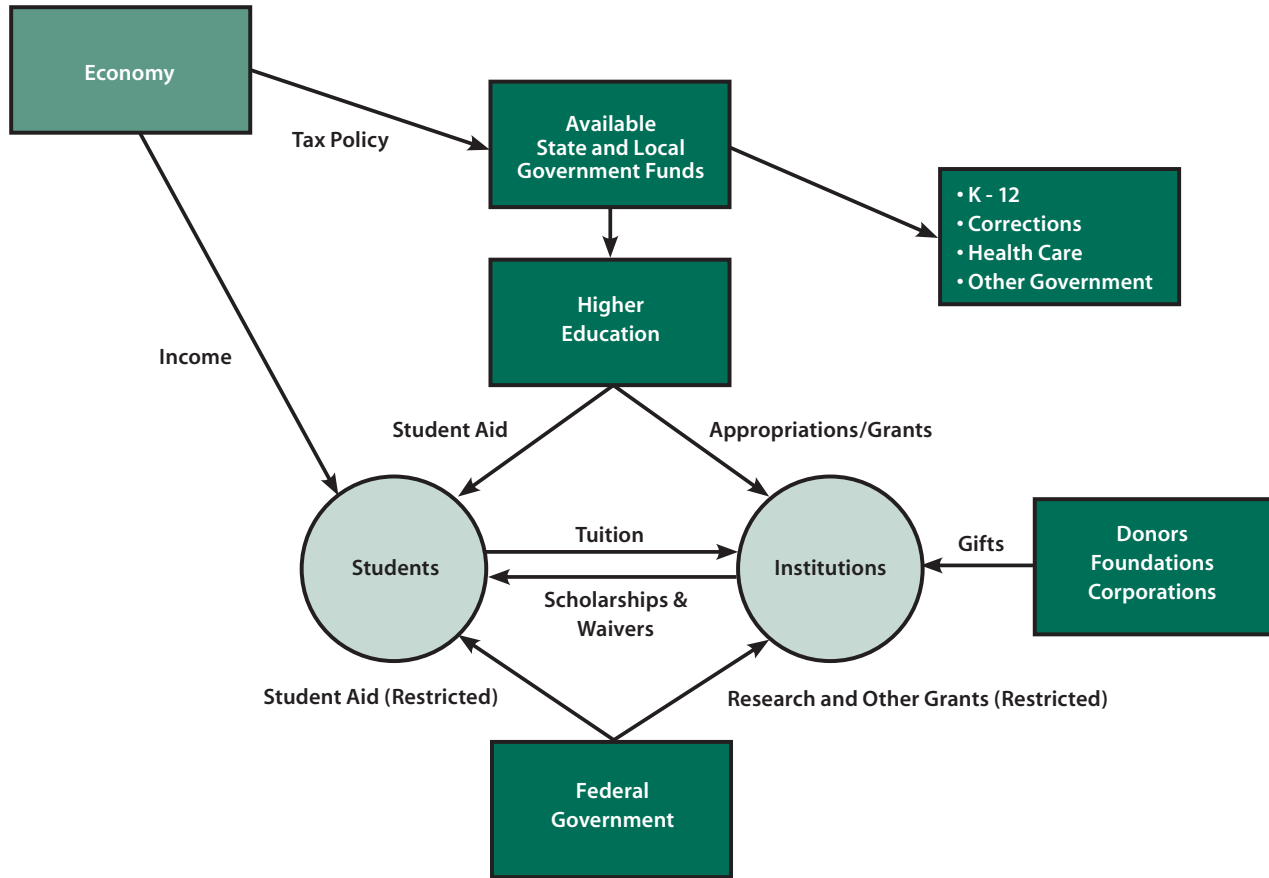 Economy
Tax Policy
Available
State and Local
Government Funds
• K - 12
• Corrections
• Health Care
• Other Government
Higher
Education
Income
Student Aid
Appropriations/Grants
Students
Tuition
Scholarships &
Waivers
Institutions
Gifts
Donors
Foundations
Corporations
Student Aid (Restricted)
Research and Other Grants (Restricted)
Federal
Government